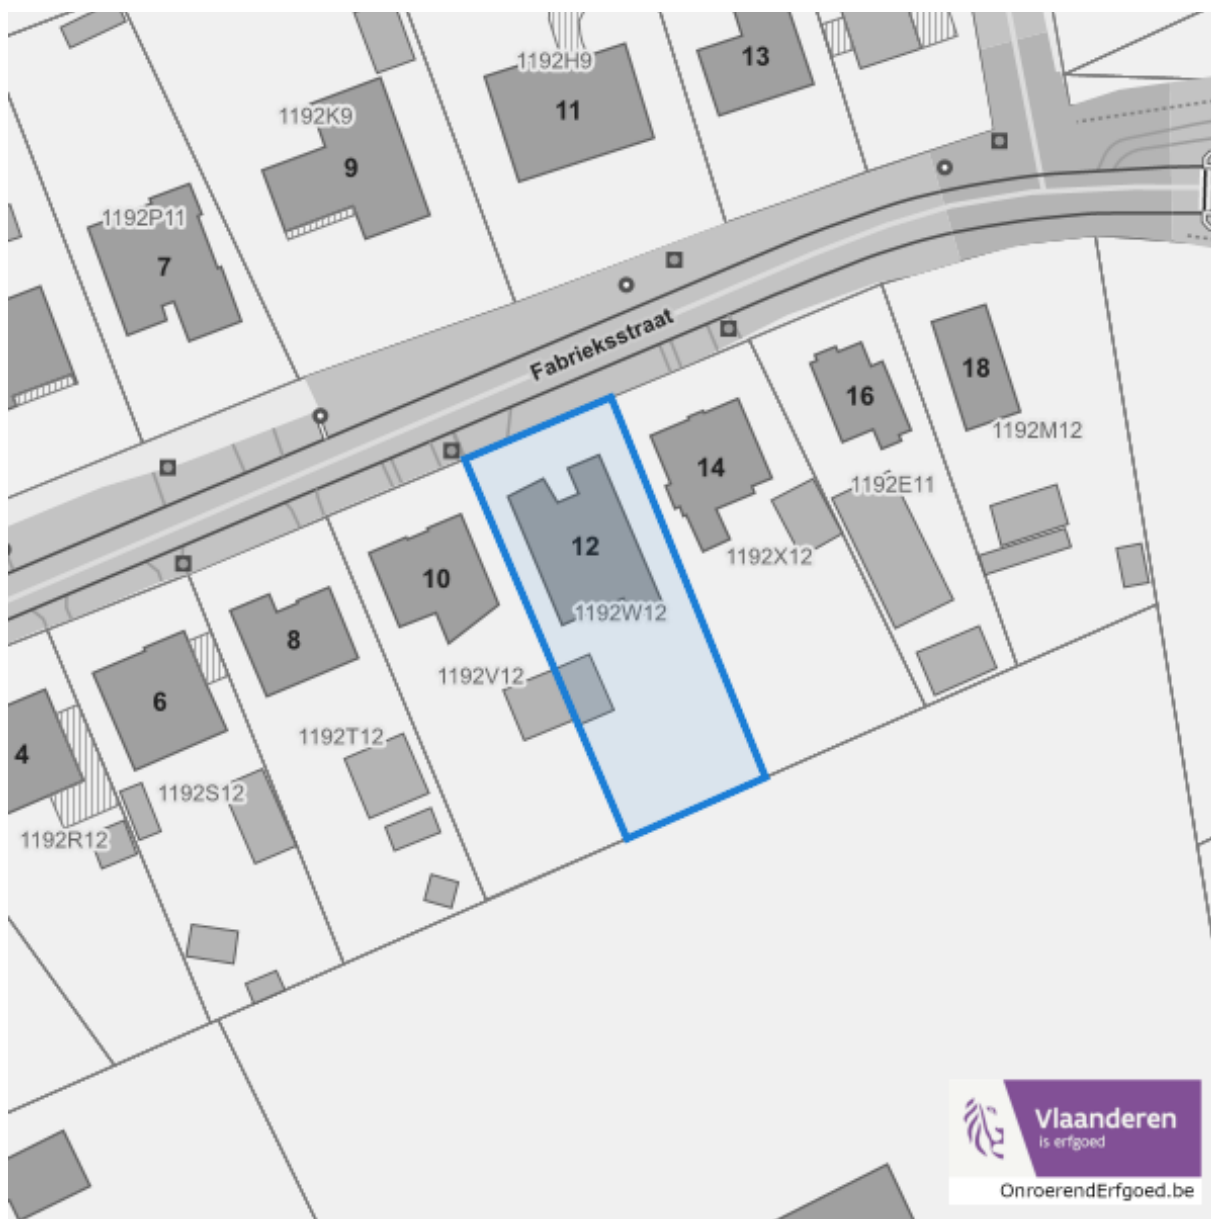 1192H9
13
11
1192K9
9
1192P11
7
Fabrieksstraat
18
16
1192M12
14
1192E11
12
1192X12
10
1192W12
8
1192V12
6
1192T12
4
1192S12
1192R12
Vlaanderen
is erfgoed
OnroerendErfgoed.be